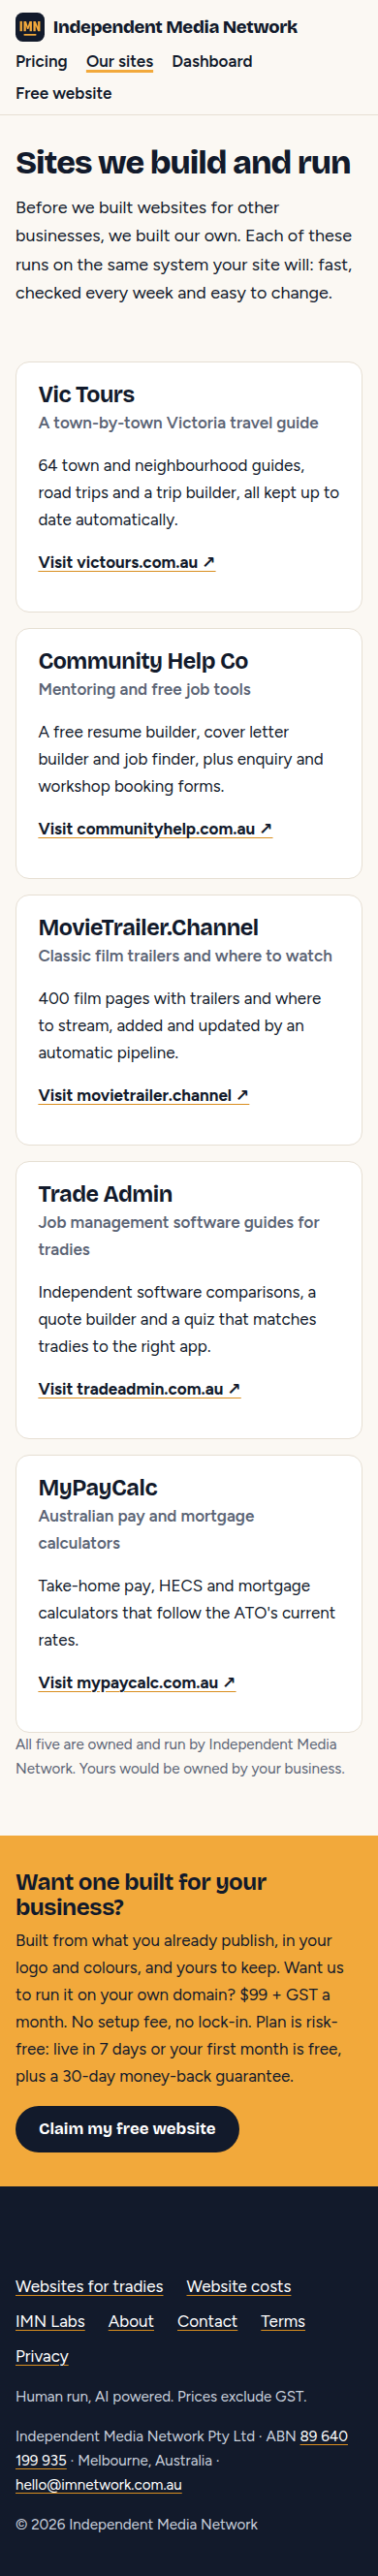 IMN Independent Media Network
Pricing Our sites Dashboard
Free website
Sites we build and run
Before we built websites for other
businesses, we built our own. Each of these
runs on the same system your site will: fast,
checked every week and easy to change.
Vic Tours
A town-by-town Victoria travel guide
64 town and neighbourhood guides,
road trips and a trip builder, all kept up to
date automatically.
Visit victours.com.au ↗
Community Help Co
Mentoring and free job tools
A free resume builder, cover letter
builder and job finder, plus enquiry and
workshop booking forms.
Visit communityhelp.com.au ↗
MovieTrailer.Channel
Classic film trailers and where to watch
400 film pages with trailers and where
to stream, added and updated by an
automatic pipeline.
Visit movietrailer.channel ↗
Trade Admin
Job management software guides for
tradies
Independent software comparisons, a
quote builder and a quiz that matches
tradies to the right app.
Visit tradeadmin.com.au ↗
MyPayCalc
Australian pay and mortgage
calculators
Take-home pay, HECS and mortgage
calculators that follow the ATO's current
rates.
Visit mypaycalc.com.au ↗
All five are owned and run by Independent Media
Network. Yours would be owned by your business.
Want one built for your
business?
Built from what you already publish, in your
logo and colours, and yours to keep. Want us
to run it on your own domain? $99 + GST a
month. No setup fee, no lock-in. Plan is risk-
free: live in 7 days or your first month is free,
plus a 30-day money-back guarantee.
Claim my free website
Websites for tradies Website costs
IMN Labs About Contact Terms
Privacy
Human run, AI powered. Prices exclude GST.
Independent Media Network Pty Ltd · ABN 89 640
199 935 · Melbourne, Australia ·
hello@imnetwork.com.au
© 2026 Independent Media Network